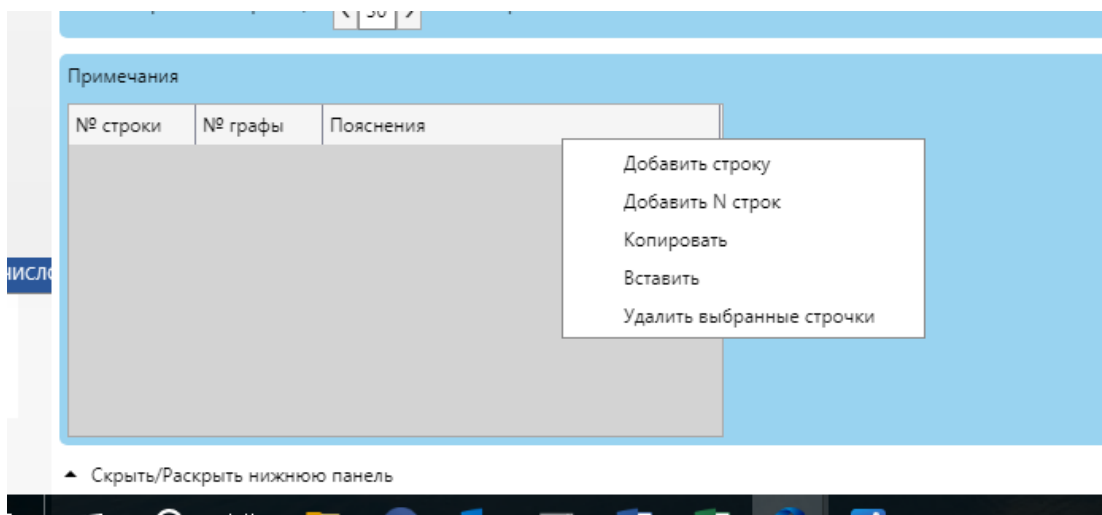 Примечания
№ строки № графы Пояснения
Добавить строку
Добавить N строк
Копировать
Вставить
Удалить выбранные строчки
Скрыть/Раскрыть нижнюю панель